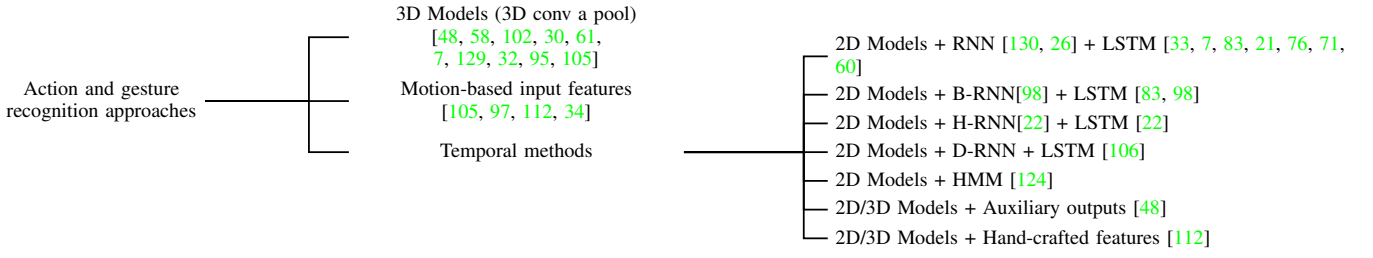 Action and gesture
recognition approaches
3D Models (3D conv a pool)
[48, 58, 102, 30, 61,
7, 129, 32, 95, 105]
Motion-based input features
[105, 97, 112, 34]
Temporal methods
2D Models + RNN [130, 26] + LSTM [33, 7, 83, 21, 76, 71,
60]
2D Models + B-RNN[98] + LSTM [83, 98]
2D Models + H-RNN[22] + LSTM [22]
2D Models + D-RNN + LSTM [106]
2D Models + HMM [124]
2D/3D Models + Auxiliary outputs [48]
2D/3D Models + Hand-crafted features [112]